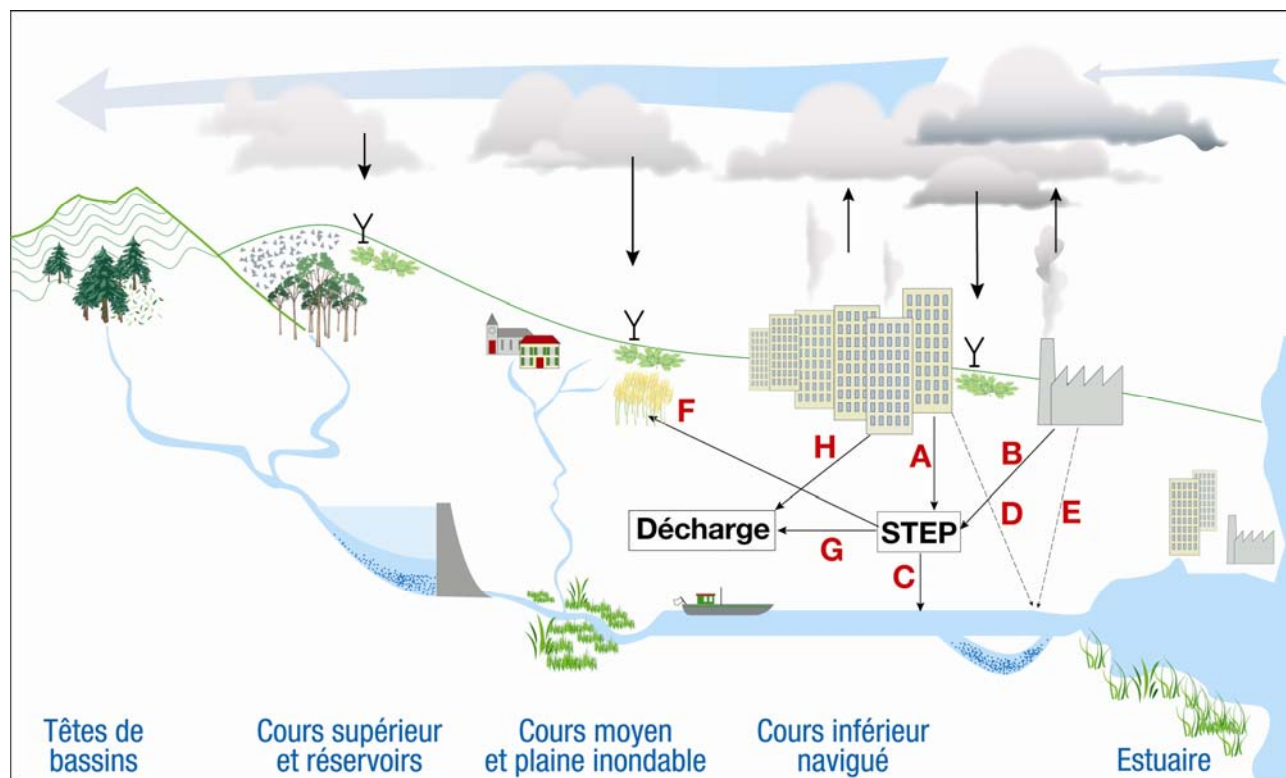 F
H
A
B
D
E
Décharge
STEP
G
C
Têtes de
bassins
Cours supérieur
et réservoirs
Cours moyen
et plaine inondable
Cours inférieur
navigué
Estuaire